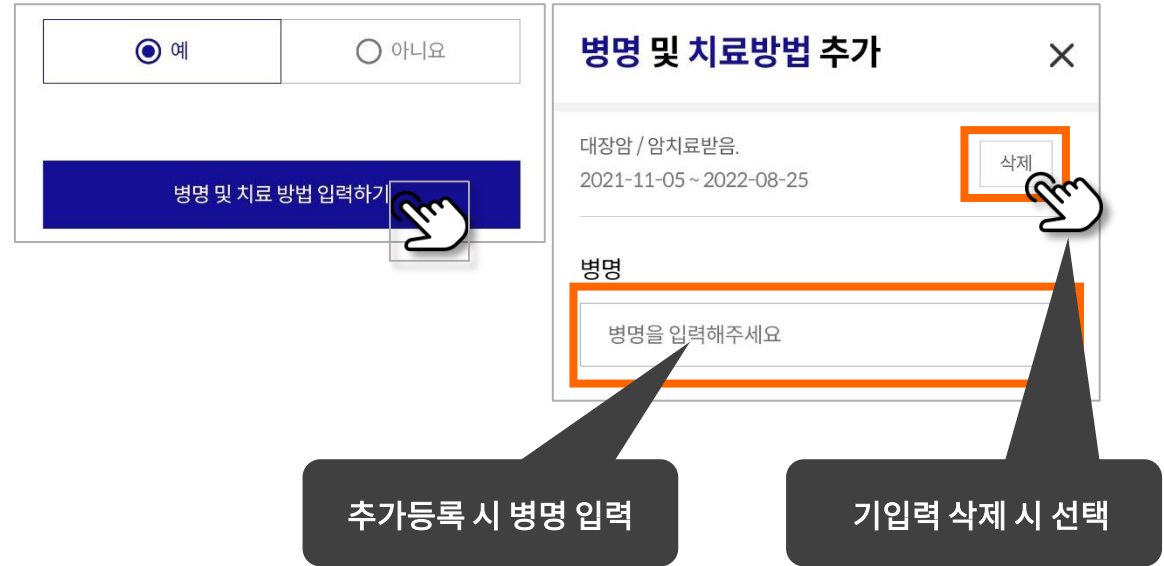 예
아니요
병명 및 치료 방법 입력하기
병명 및 치료방법 추가
대장암 / 암치료받음.
2021-11-05 ~ 2022-08-25
삭제
병명
병명을 입력해주세요
추가등록 시 병명 입력
기입력 삭제 시 선택